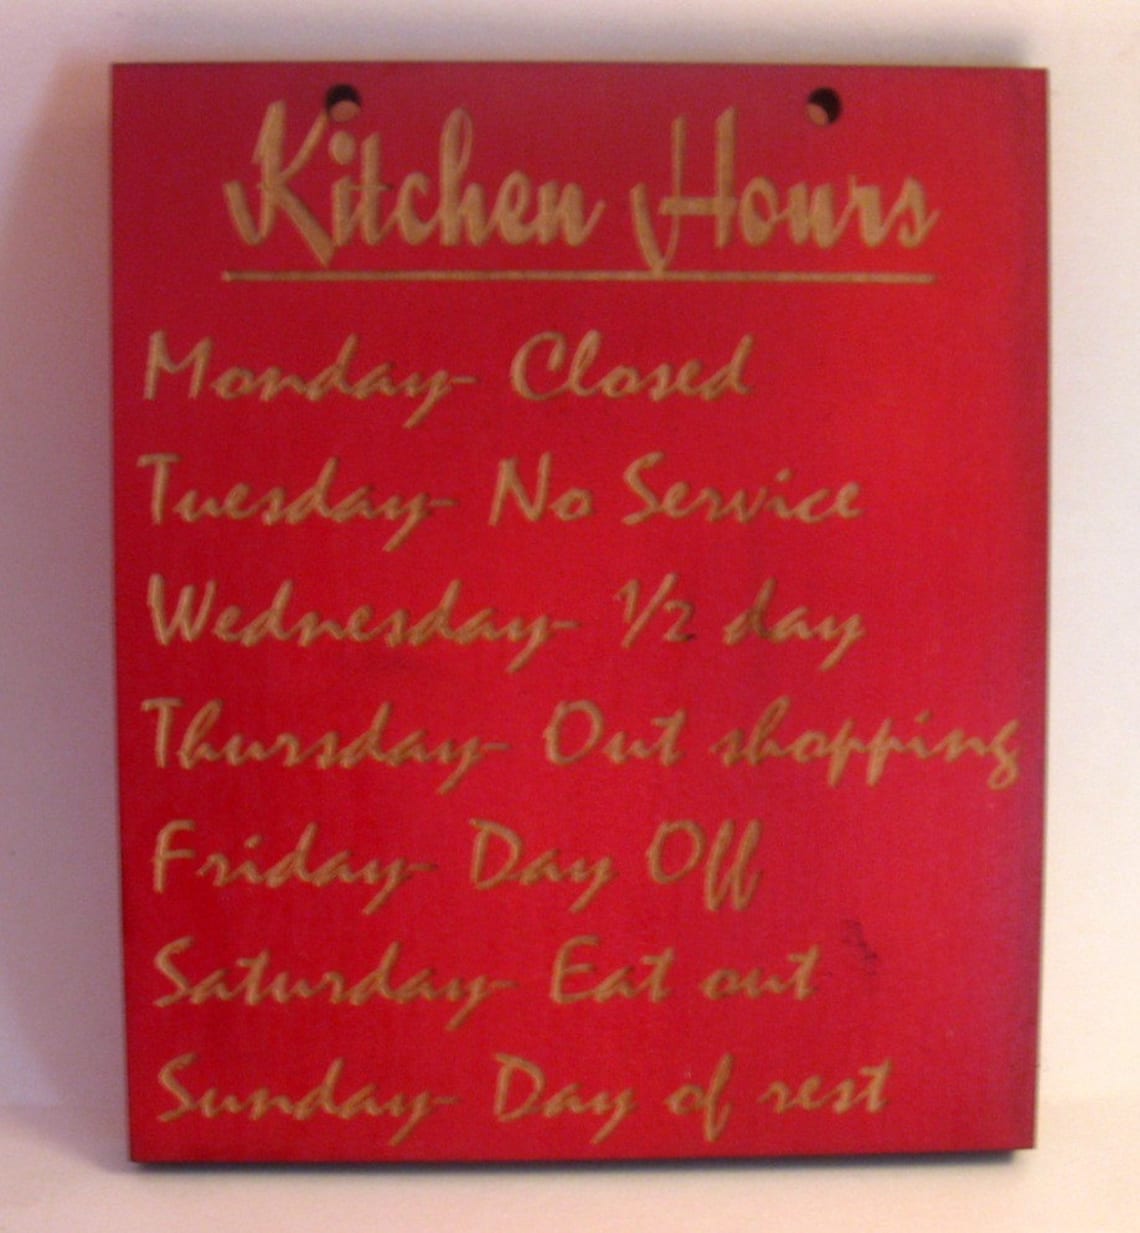 Kitchen Hours
Monday- Closed
Tuesday- No Service
Wednesday- 1/2 day
Thursday- Out shopping
Friday- Day Off
Saturday- Eat out
Sunday- Day of rest